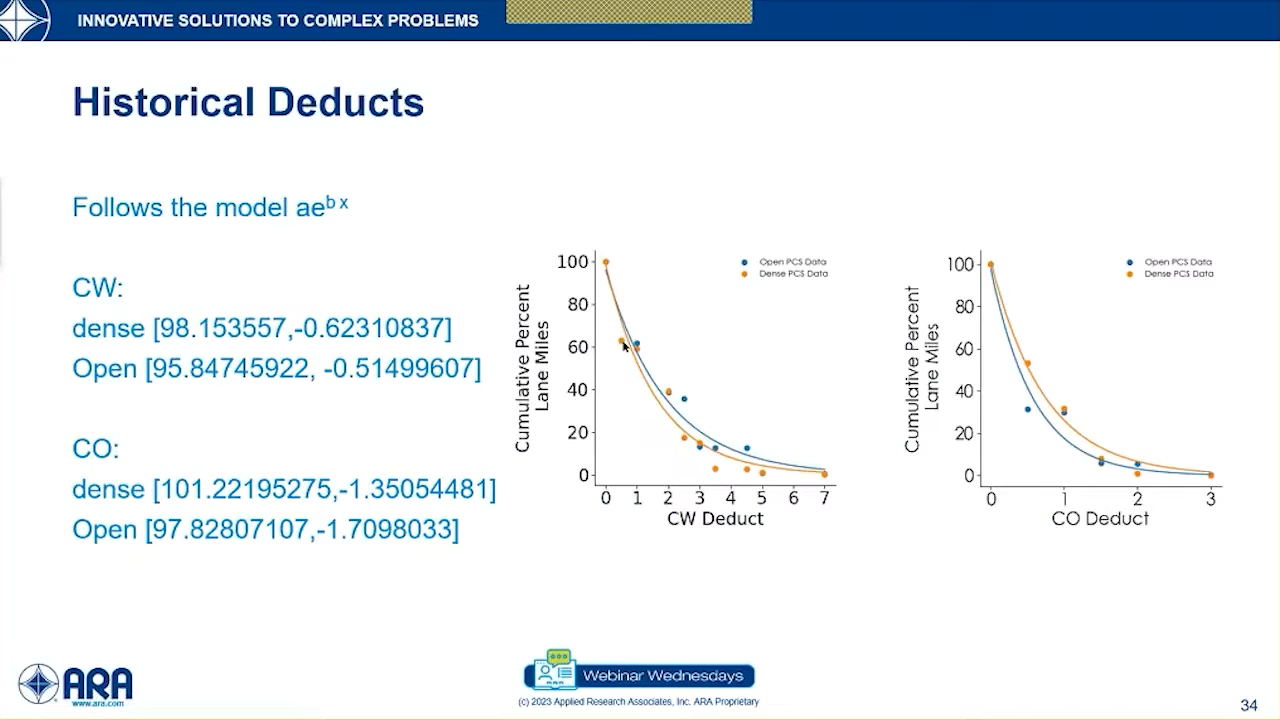 INNOVATIVE SOLUTIONS TO COMPLEX PROBLEMS
Historical Deducts
Follows the model ae^b x
CW:
dense [98.153557,-0.62310837]
Open [95.84745922, -0.51499607]
CO:
dense [101.22195275,-1.35054481]
Open [97.82807107,-1.7098033]
Cumulative Percent
Lane Miles
100
80
60
40
20
0
Open PCS Data
Dense PCS Data
0 1 2 3 4 5 6 7
CW Deduct
Cumulative Percent
Lane Miles
100
80
60
40
20
0
Open PCS Data
Dense PCS Data
0 1 2 3
CO Deduct
ARA
www.ara.com
Webinar Wednesdays
(c) 2023 Applied Research Associates, Inc. ARA Proprietary
34